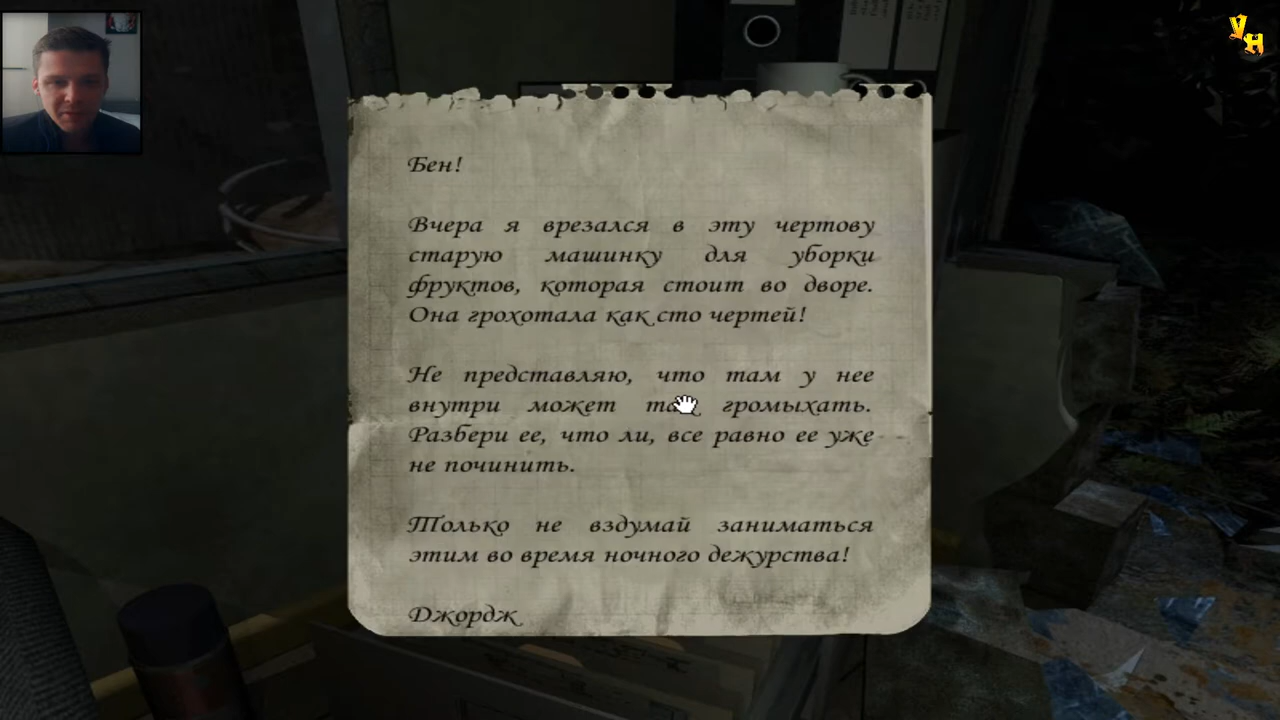 УН
Бен!
Вчера я врезался в эту чертову
старую машинку для уборки
фруктов, которая стоит во дворе.
Она грохотала как сто чертей!
Не представляю, что там у нее
внутри может так громыхать.
Разбери ее, что ли, все равно ее уже
не починить.
Только не вздумай заниматься
этим во время ночного дежурства!
Джордж